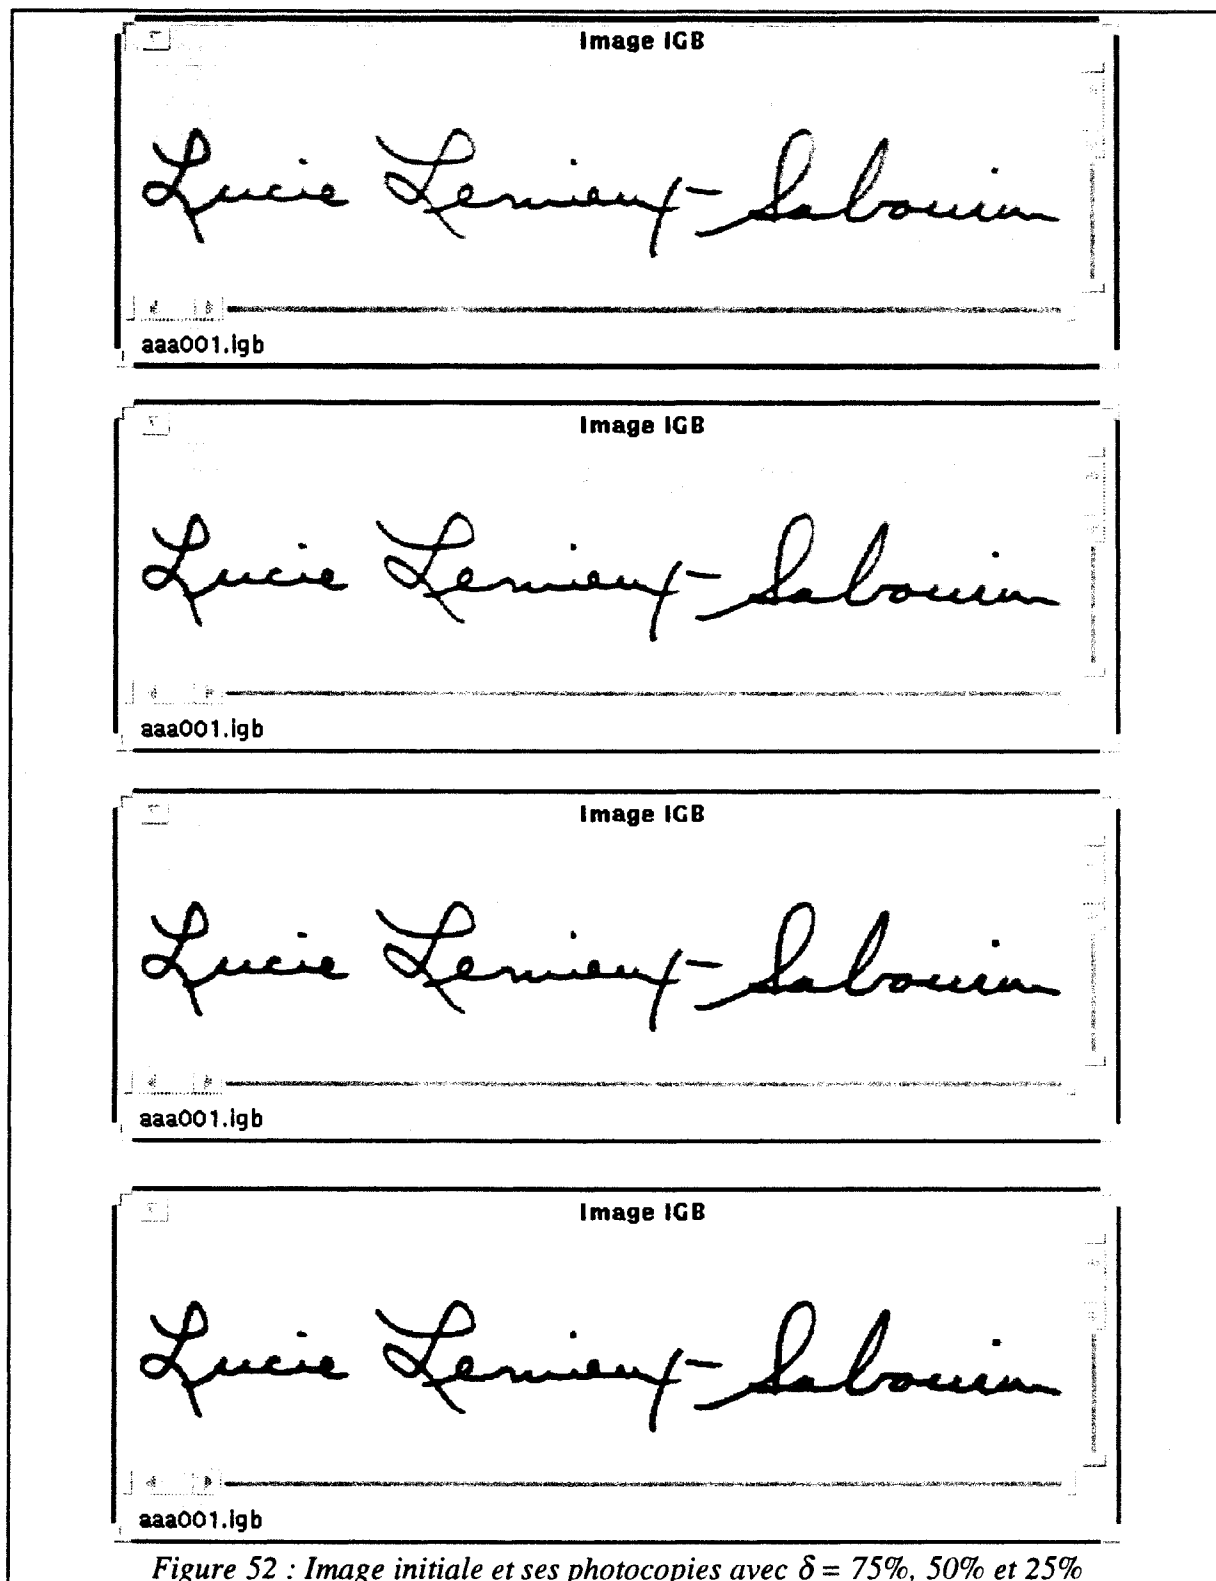 Image IGB
Lucie Lemieux-Sabourin
aaa001.igb
Image IGB
Lucie Lemieux-Sabourin
aaa001.igb
Image IGB
Lucie Lemieux-Sabourin
aaa001.igb
Image IGB
Lucie Lemieux-Sabourin
aaa001.igb
Figure 52 : Image initiale et ses photocopies avec δ = 75%, 50% et 25%